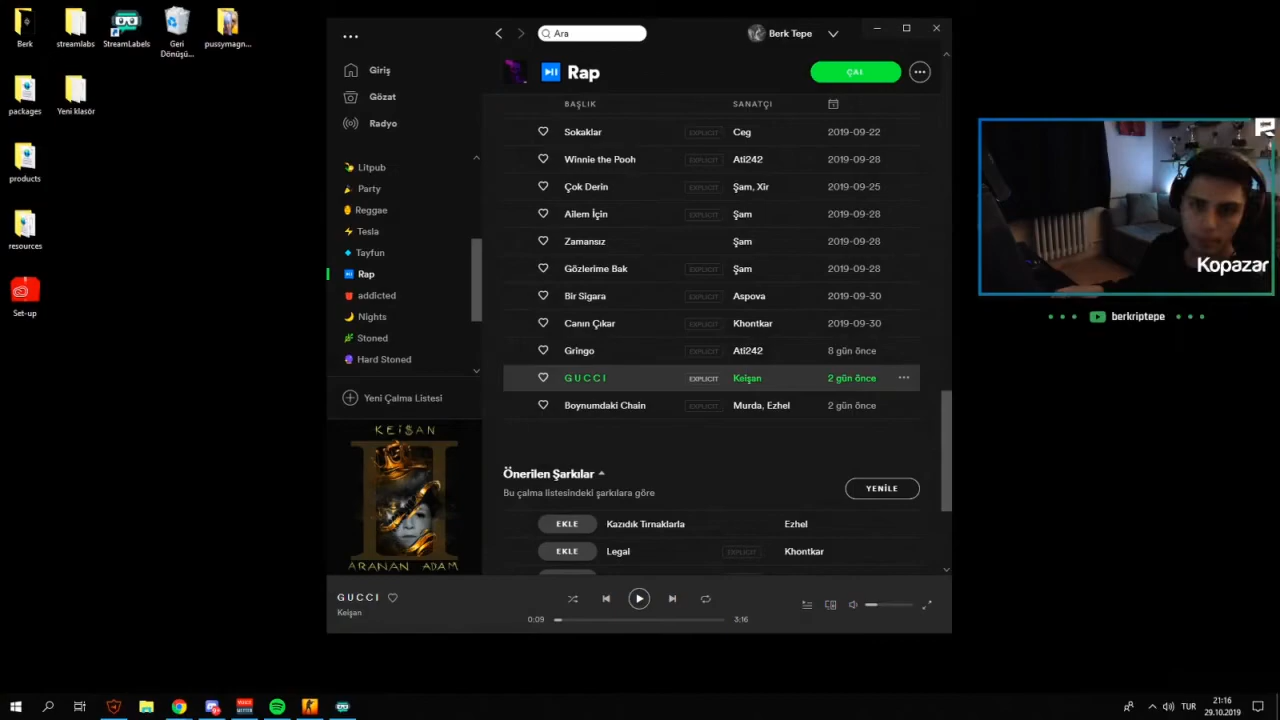 Berk
streamlabs
StreamLabels
Geri Dönüşü...
pussymagn...
packages
Yeni klasör
products
resources
Set-up
Ara
Berk Tepe
Giriş
Gözat
Radyo
Litpub
Party
Reggae
Tesla
Tayfun
Rap
addicted
Nights
Stoned
Hard Stoned
Yeni Çalma Listesi
KEİŞAN
II
ARANAN ADAM
Rap
ÇAL
BAŞLIK SANATÇI
Sokaklar EXPLICIT Ceg 2019-09-22
Winnie the Pooh EXPLICIT Ati242 2019-09-28
Çok Derin EXPLICIT Şam, Xir 2019-09-25
Ailem İçin EXPLICIT Şam 2019-09-28
Zamansız Şam 2019-09-28
Gözlerime Bak EXPLICIT Şam 2019-09-28
Bir Sigara EXPLICIT Aspova 2019-09-30
Canın Çıkar EXPLICIT Khontkar 2019-09-30
Gringo EXPLICIT Ati242 8 gün önce
G U C C I EXPLICIT Keişan 2 gün önce
Boynumdaki Chain EXPLICIT Murda, Ezhel 2 gün önce
Önerilen Şarkılar
Bu çalma listesindeki şarkılara göre
YENİLE
EKLE Kazıdık Tırnaklarla Ezhel
EKLE Legal EXPLICIT Khontkar
G U C C I
Keişan
0:09 3:16
Kopazar
berkriptepe
TUR
21:16
29.10.2019